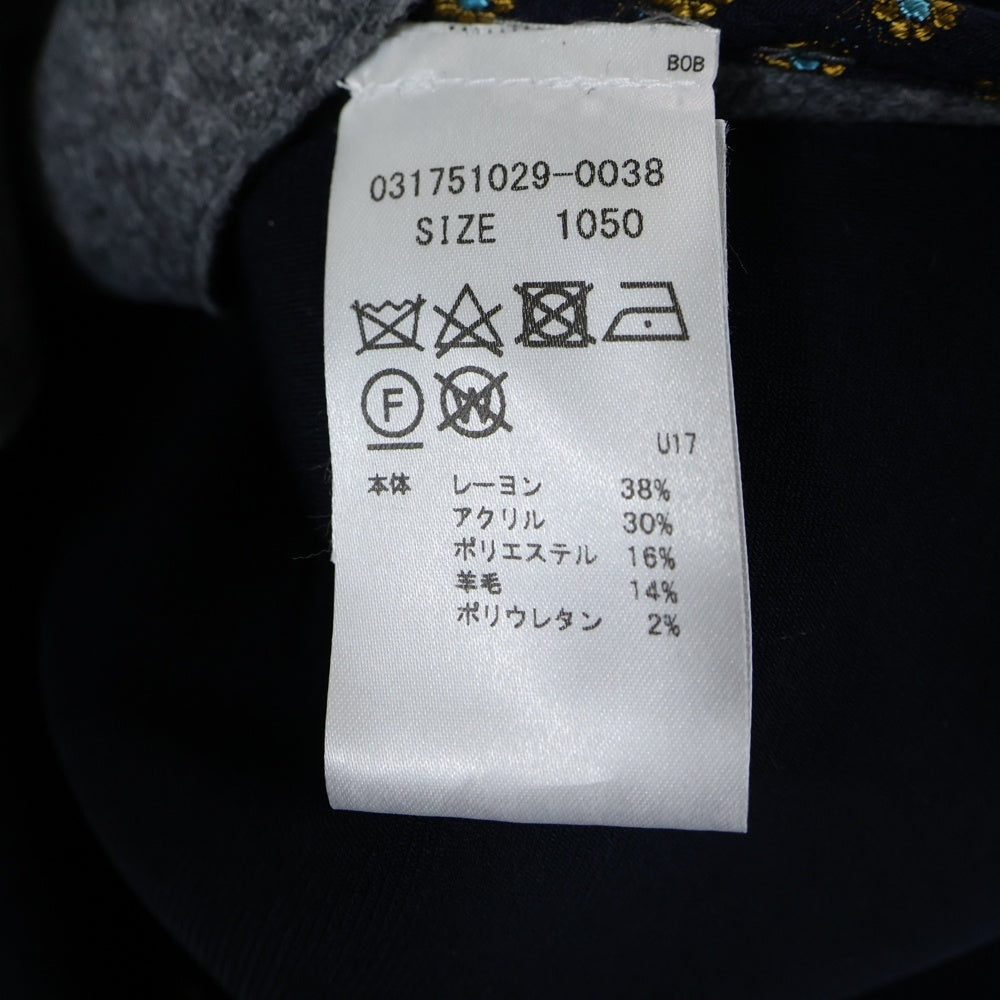 BOB
031751029-0038
SIZE 1050
F W
U17
本体 レーヨン 38%
アクリル 30%
ポリエステル 16%
羊毛 14%
ポリウレタン 2%